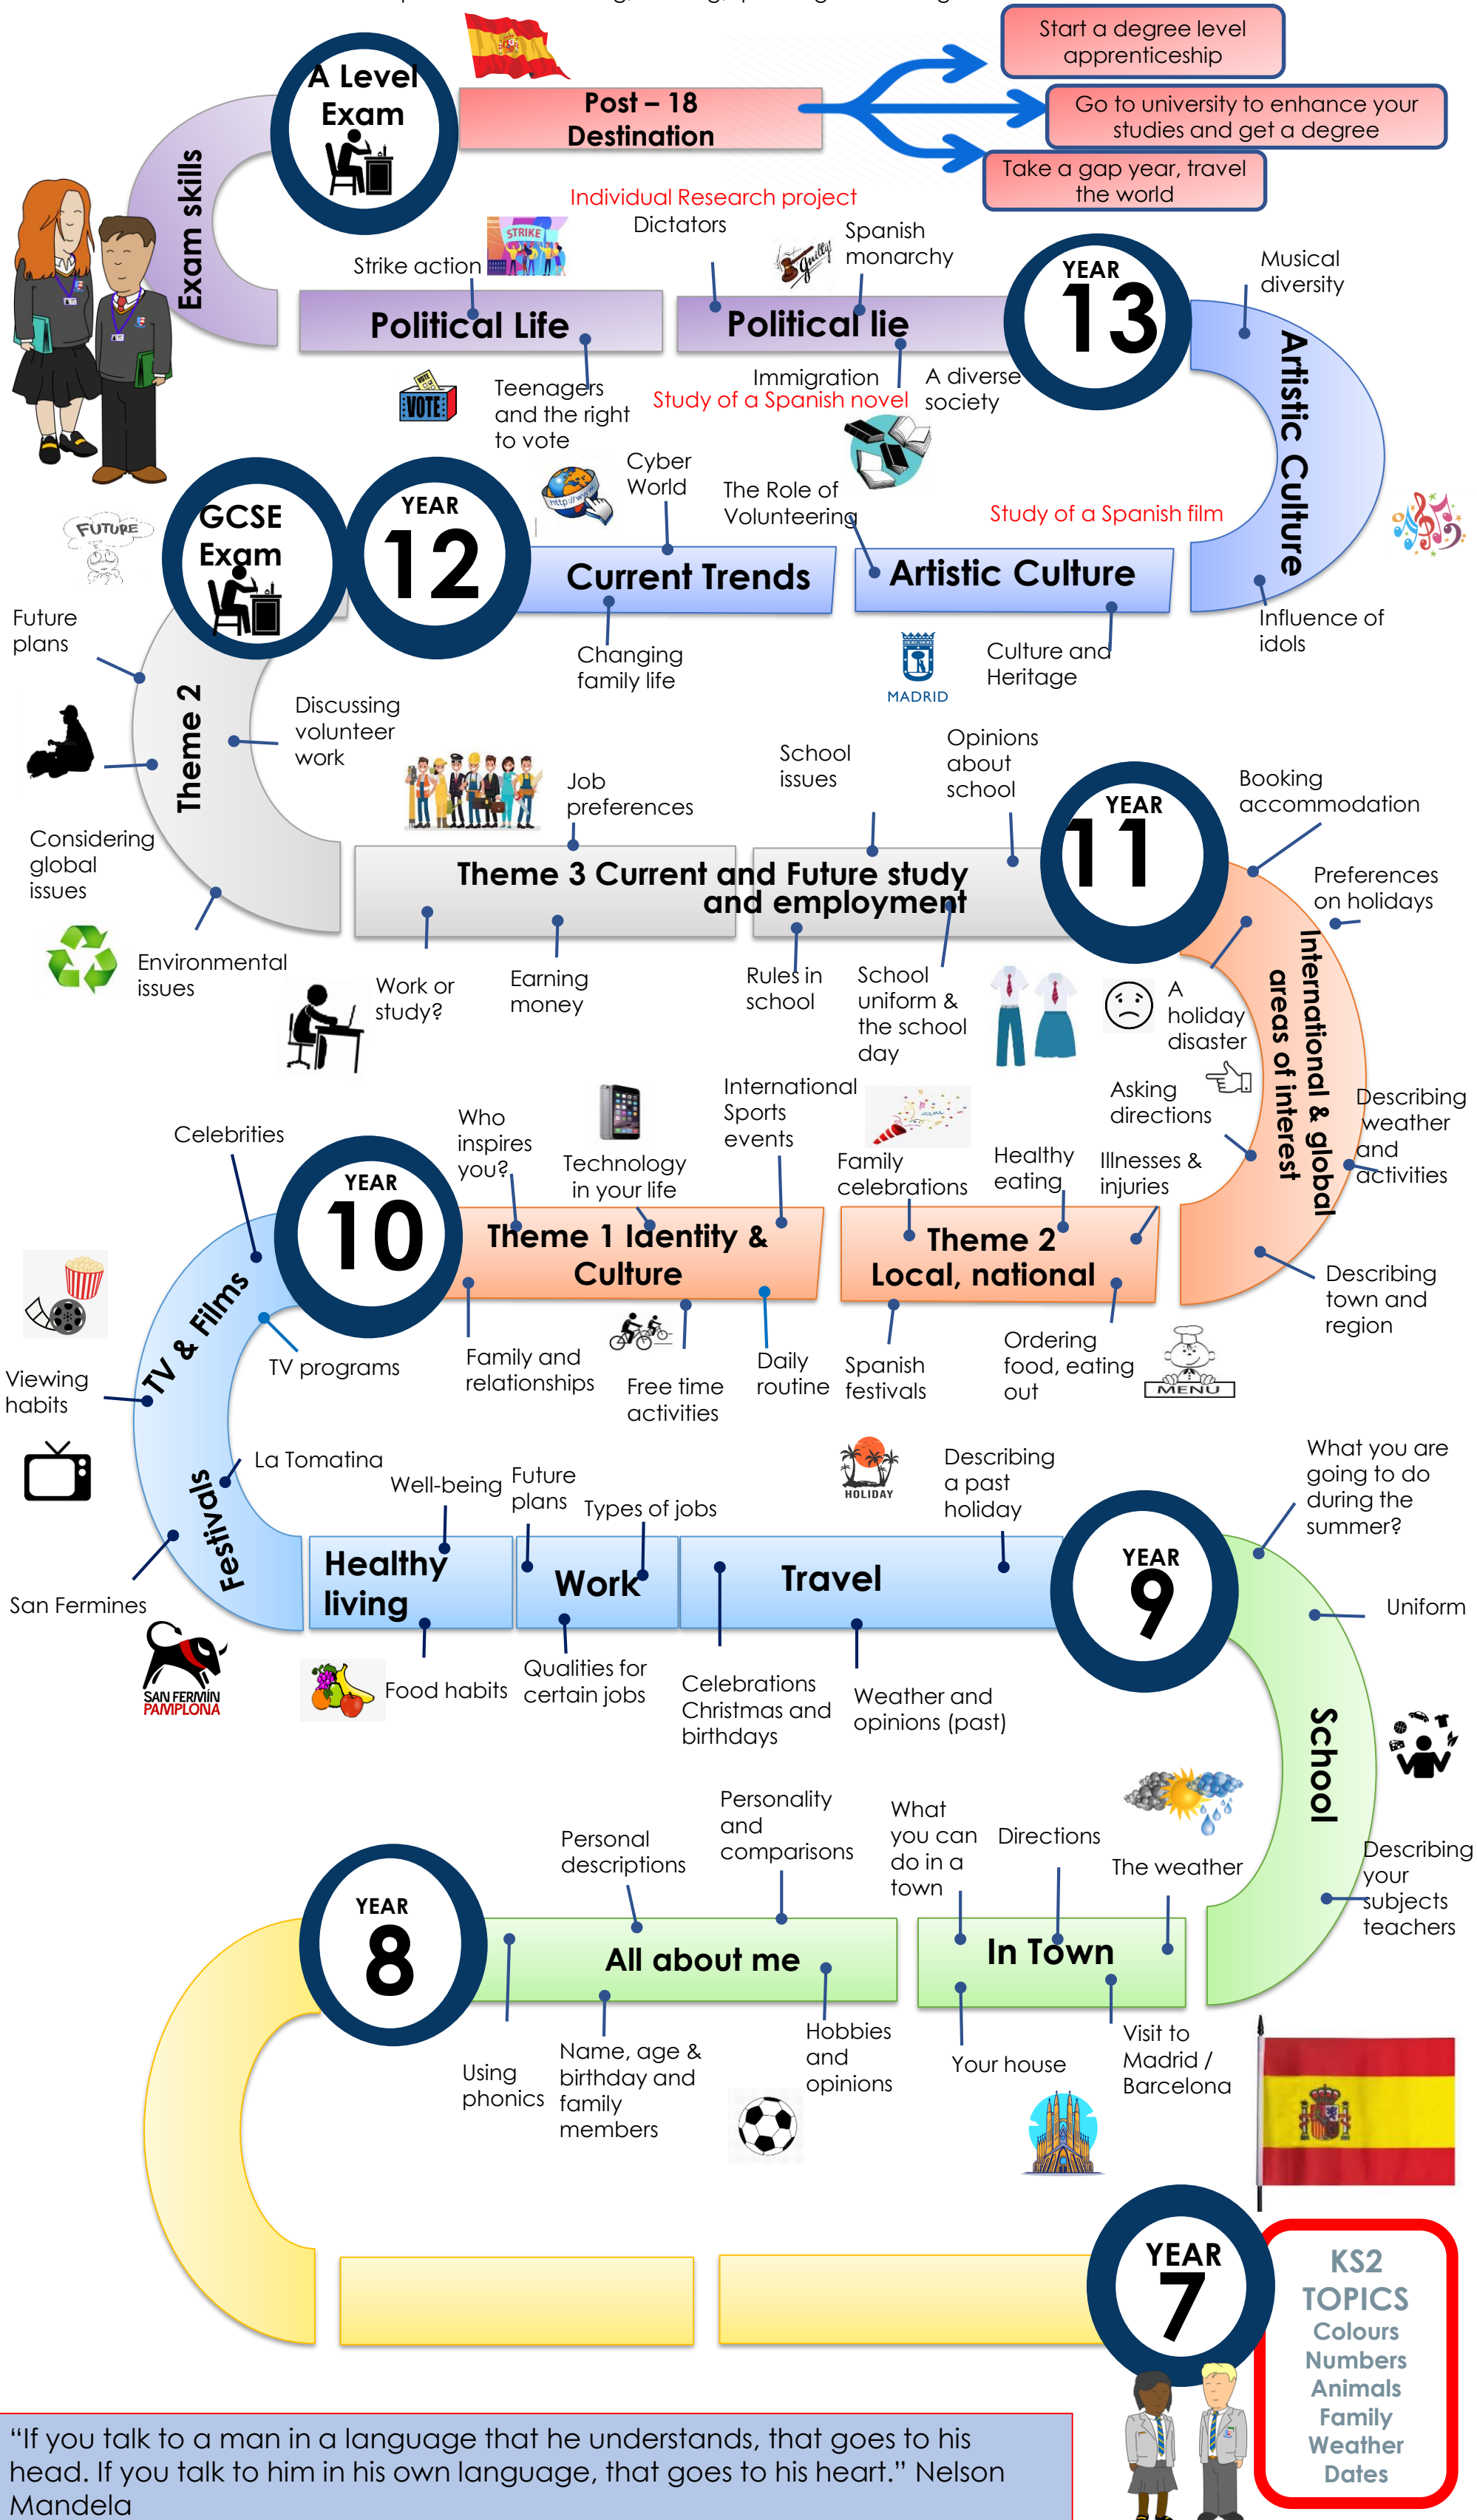 A Level
Exam
Post – 18
Destination
Start a degree level
apprenticeship
Go to university to enhance your
studies and get a degree
Take a gap year, travel
the world
Exam skills
Individual Research project
Dictators
Spanish
monarchy
Strike action
STRIKE
guilty!
Political Life
Political lie
YEAR
13
Musical
diversity
Artistic Culture
VOTE
VOTE!
Teenagers
and the right
to vote
Immigration
Study of a Spanish novel
A diverse
society
Cyber
World
http://www.
The Role of
Volunteering
Study of a Spanish film
FUTURE
GCSE
Exam
YEAR
12
Current Trends
Artistic Culture
Influence of
idols
Future
plans
Changing
family life
MADRID
Culture and
Heritage
Theme 2
Discussing
volunteer
work
Job
preferences
School
issues
Opinions
about
school
YEAR
11
Booking
accommodation
Considering
global
issues
Theme 3 Current and Future study
and employment
Preferences
on holidays
International & global
areas of interest
Environmental
issues
Work or
study?
Earning
money
Rules in
school
School
uniform &
the school
day
A
holiday
disaster
Asking
directions
Describing
weather
and
activities
Celebrities
Who
inspires
you?
Technology
in your life
International
Sports
events
Family
celebrations
Healthy
eating
Illnesses &
injuries
YEAR
10
Theme 1 Identity &
Culture
Theme 2
Local, national
Describing
town and
region
TV & Films
TV programs
Viewing
habits
Family and
relationships
Free time
activities
Daily
routine
Spanish
festivals
Ordering
food, eating
out
MENU
La Tomatina
Festivals
San Fermines
SAN FERMÍN
PAMPLONA
Well-being
Future
plans
Types of jobs
HOLIDAY
Describing
a past
holiday
What you are
going to do
during the
summer?
Healthy
living
Work
Travel
YEAR
9
Uniform
Food habits
Qualities for
certain jobs
Celebrations
Christmas and
birthdays
Weather and
opinions (past)
School
Personal
descriptions
Personality
and
comparisons
What
you can
do in a
town
Directions
The weather
Describing
your
subjects
teachers
YEAR
8
All about me
In Town
Using
phonics
Name, age &
birthday and
family
members
Hobbies
and
opinions
Your house
Visit to
Madrid /
Barcelona
YEAR
7
KS2
TOPICS
Colours
Numbers
Animals
Family
Weather
Dates
“If you talk to a man in a language that he understands, that goes to his
head. If you talk to him in his own language, that goes to his heart.” Nelson
Mandela